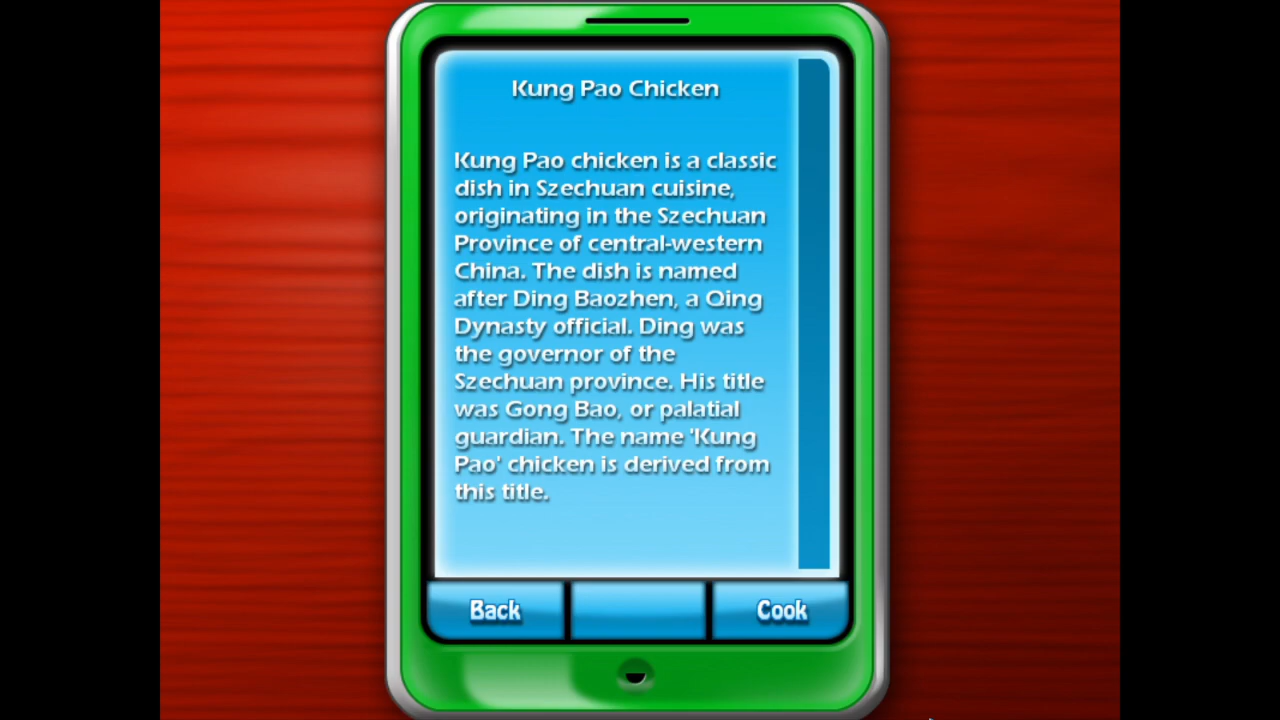 Kung Pao Chicken
Kung Pao chicken is a classic
dish in Szechuan cuisine,
originating in the Szechuan
Province of central-western
China. The dish is named
after Ding Baozhen, a Qing
Dynasty official. Ding was
the governor of the
Szechuan province. His title
was Gong Bao, or palatial
guardian. The name 'Kung
Pao' chicken is derived from
this title.
Back
Cook